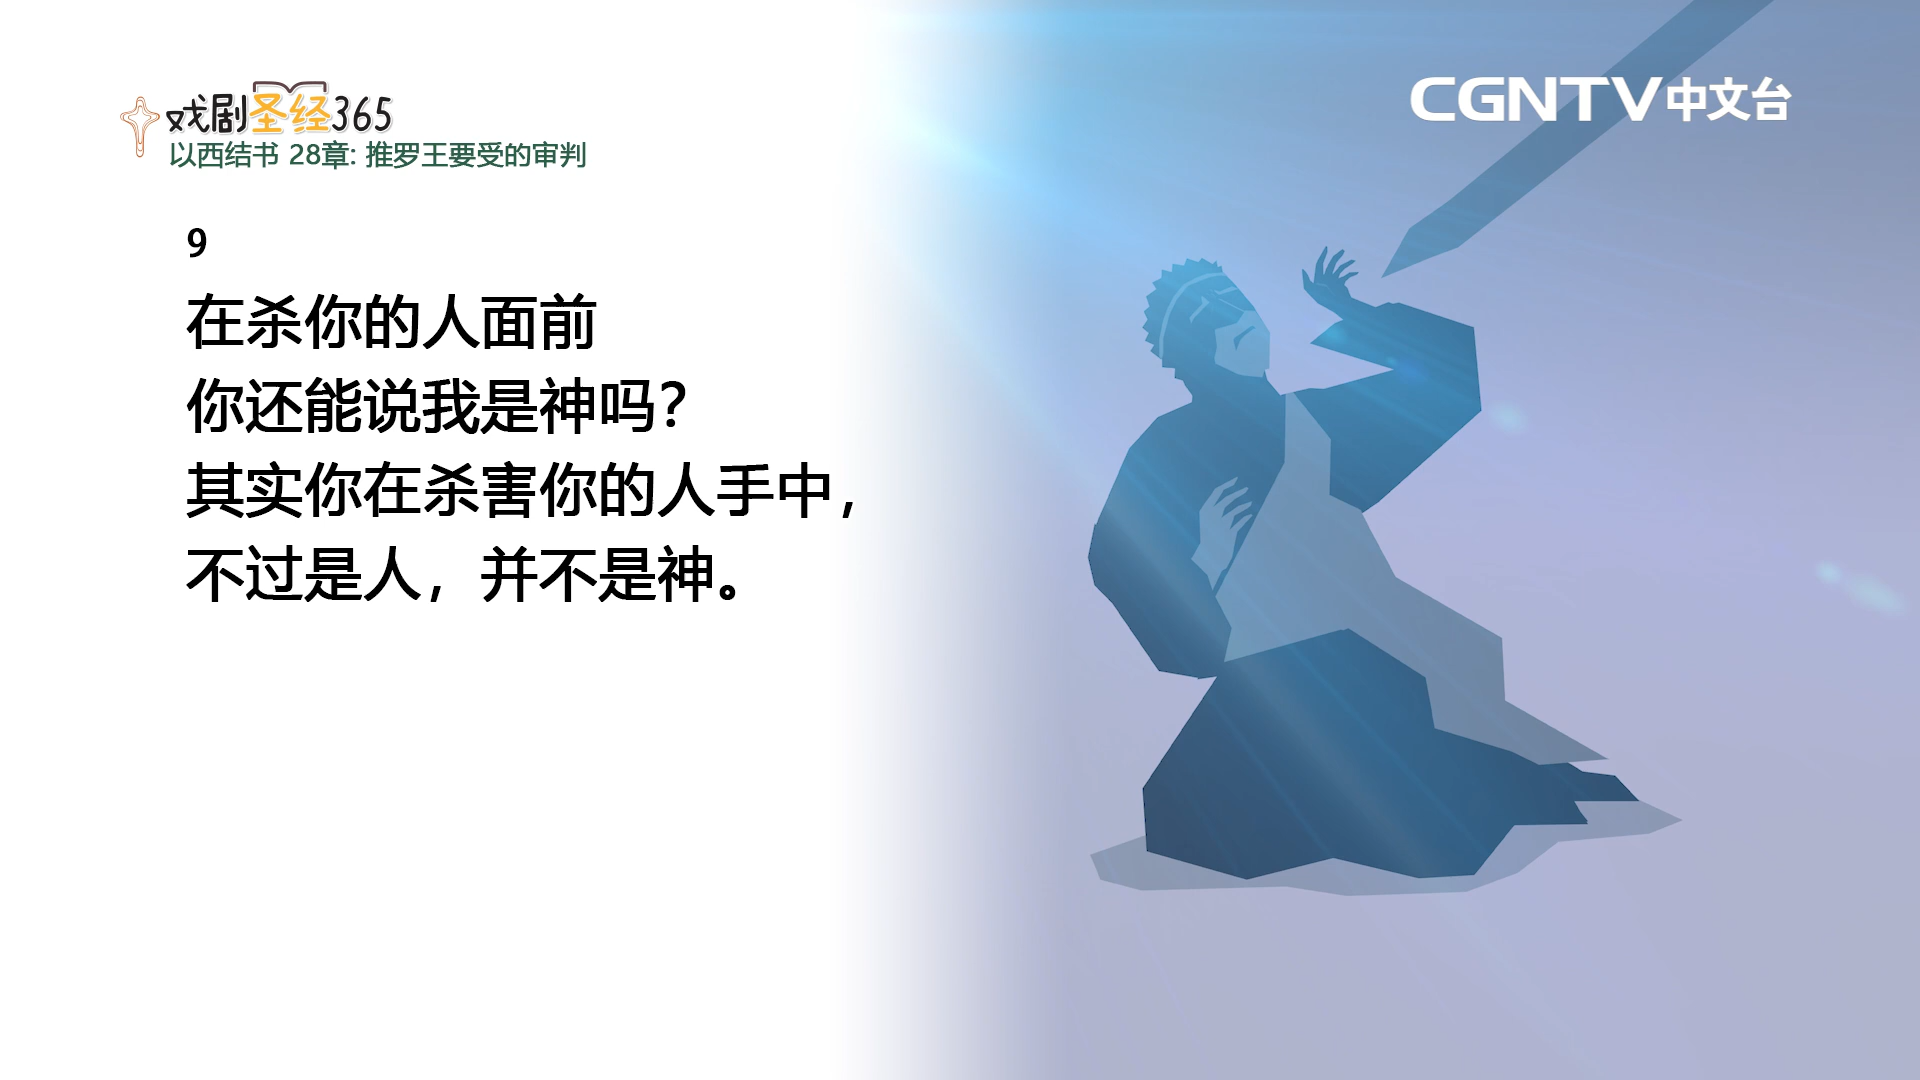 戏剧圣经365
CGNTV中文台
以西结书 28章: 推罗王要受的审判
9
在杀你的人面前
你还能说我是神吗?
其实你在杀害你的人手中，
不过是人，并不是神。